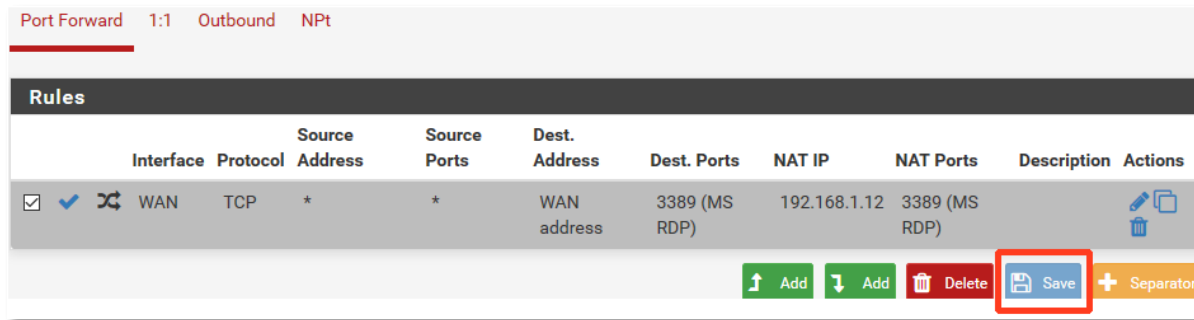 Port Forward 1:1 Outbound NPt
Rules
Interface Protocol Source Address Source Ports Dest. Address Dest. Ports NAT IP NAT Ports Description Actions
WAN TCP * * WAN address 3389 (MS RDP) 192.168.1.12 3389 (MS RDP)
Add Add Delete Save Separator